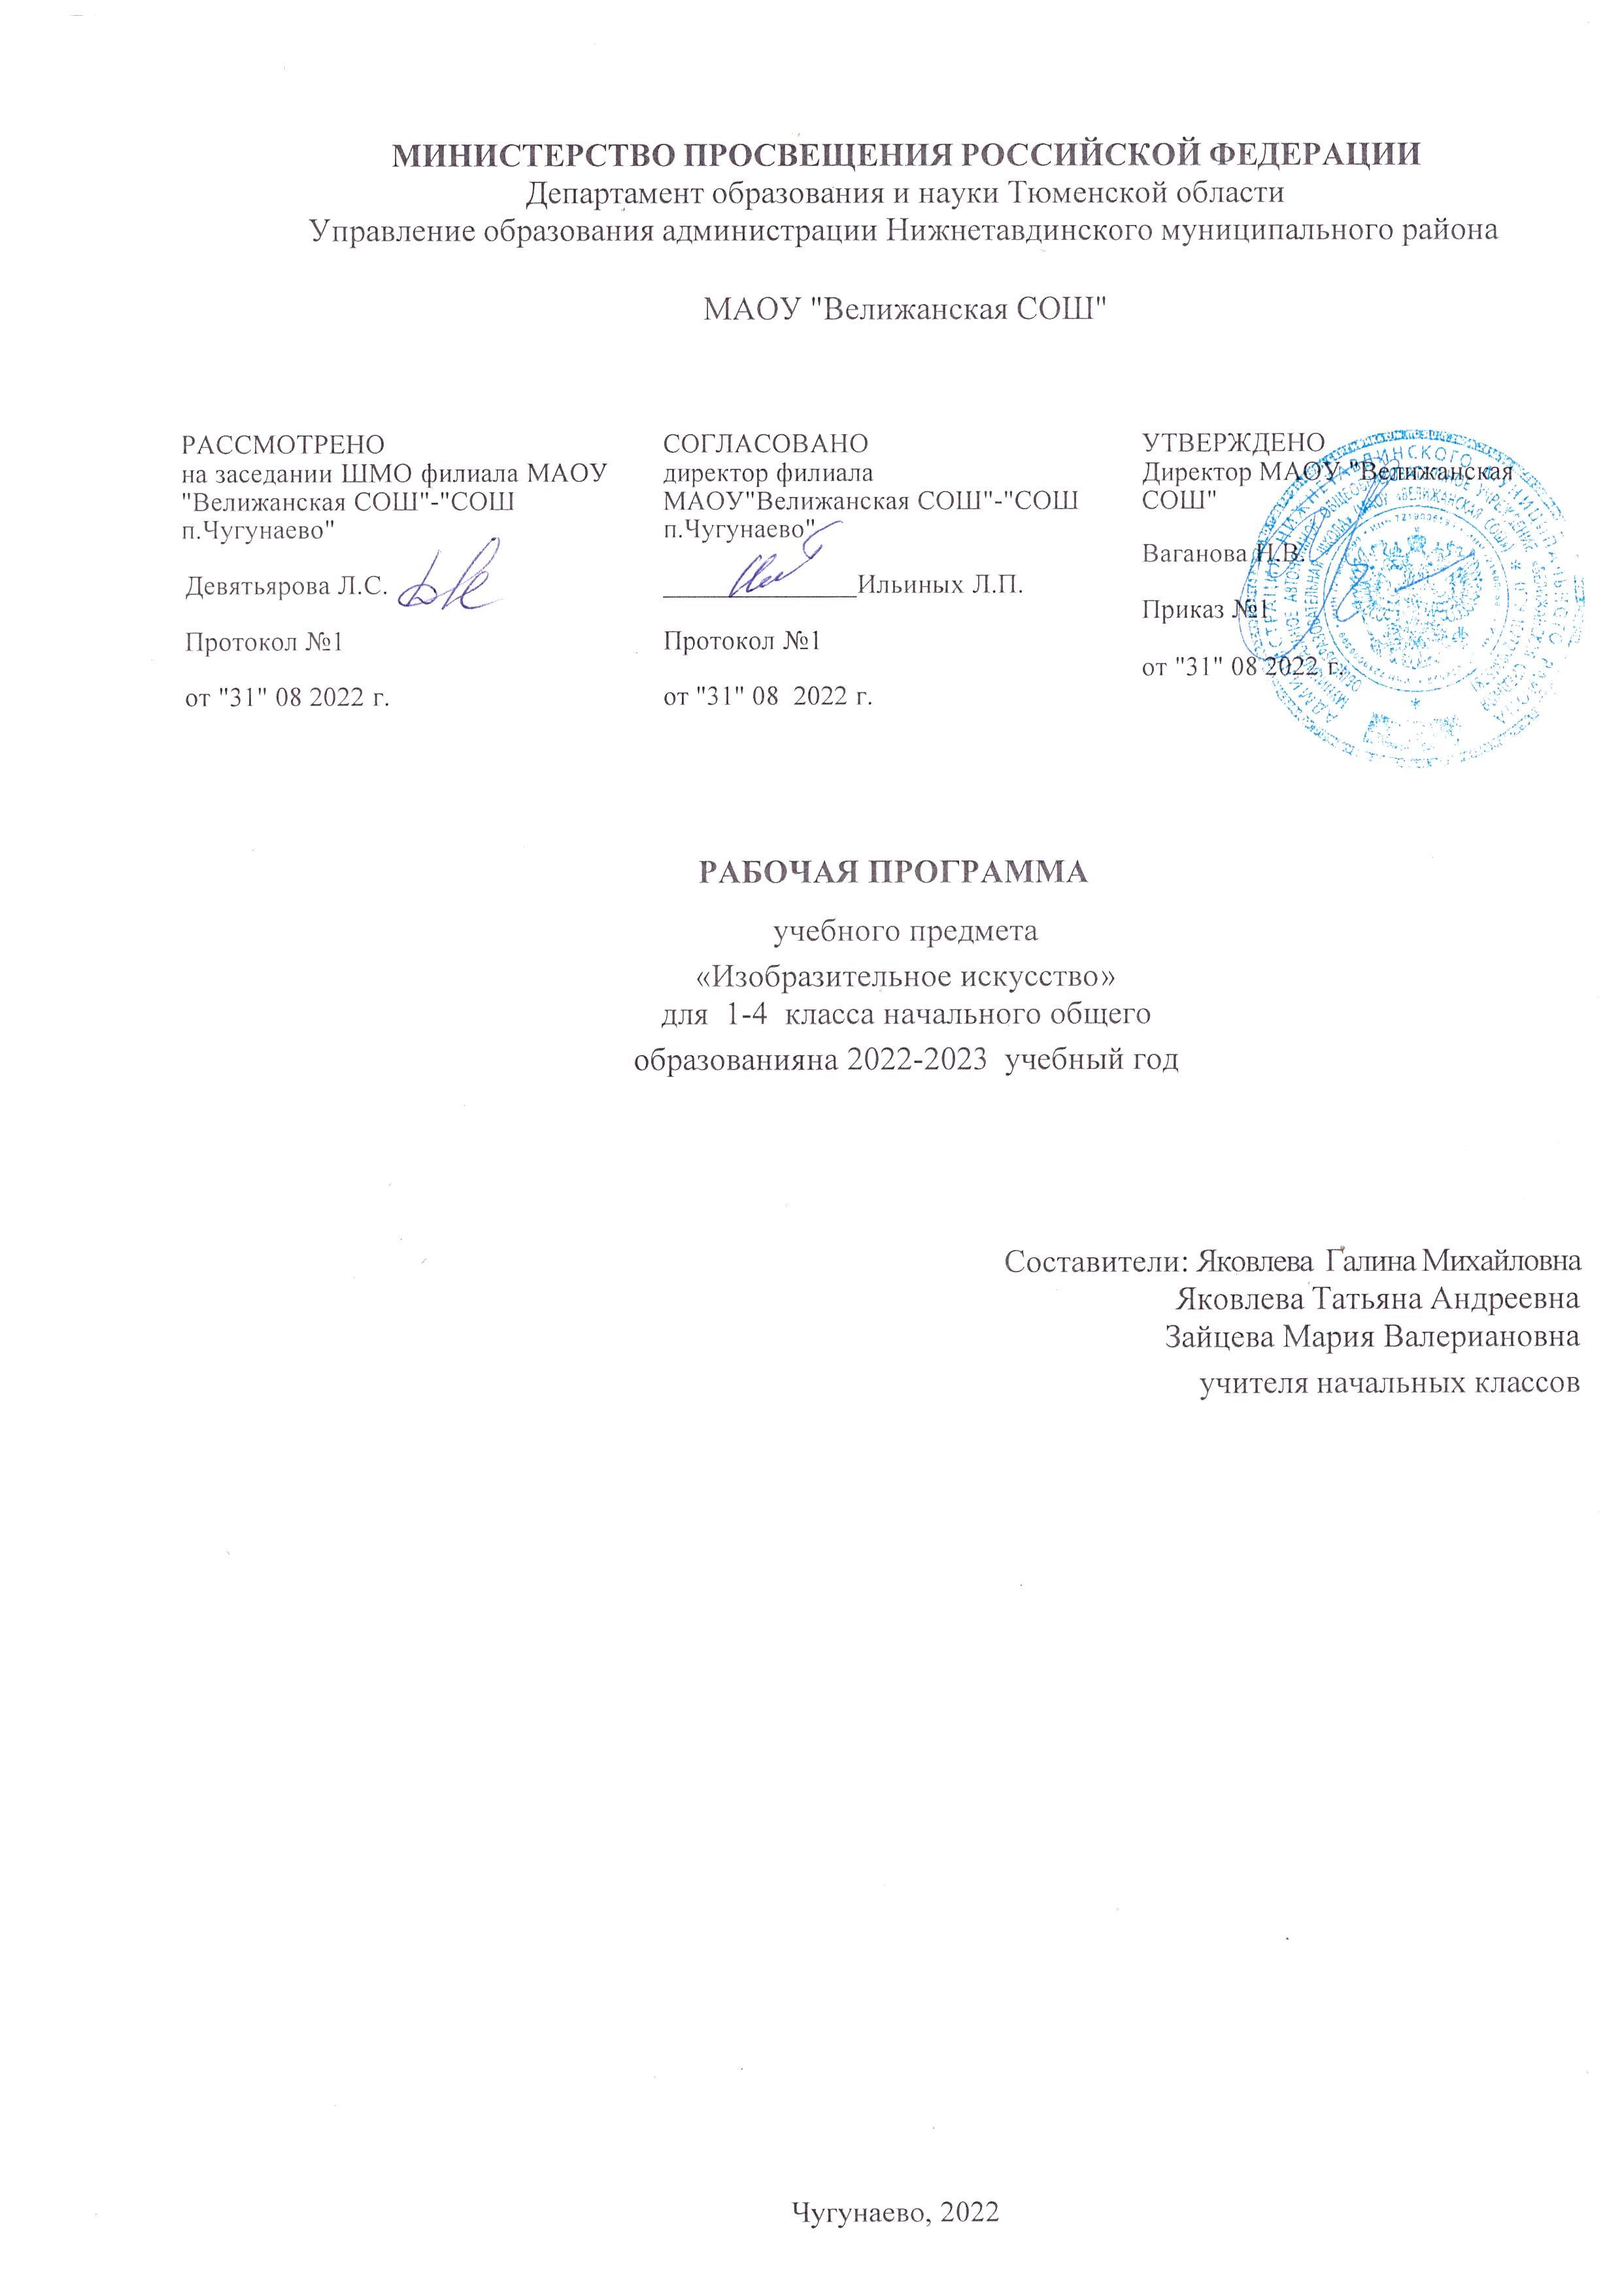 МИНИСТЕРСТВО ПРОСВЕЩЕНИЯ РОССИЙСКОЙ ФЕДЕРАЦИИ
Департамент образования и науки Тюменской области
Управление образования администрации Нижнетавдинского муниципального района
МАОУ "Велижанская СОШ"
РАССМОТРЕНО
на заседании ШМО филиала МАОУ
"Велижанская СОШ"-"СОШ
п.Чугунаево"
Девятьярова Л.С.
Протокол №1
от "31" 08 2022 г.
СОГЛАСОВАНО
директор филиала
МАОУ"Велижанская СОШ"-"СОШ
п.Чугунаево"
______________Ильиных Л.П.
Протокол №1
от "31" 08  2022 г.
УТВЕРЖДЕНО
Директор МАОУ "Велижанская
СОШ"
Ваганова Н.В.
Приказ №1
от "31" 08 2022 г.
РАБОЧАЯ ПРОГРАММА
учебного предмета
«Изобразительное искусство»
для  1-4  класса начального общего
образованияна 2022-2023  учебный год
Составители: Яковлева  Галина Михайловна
Яковлева Татьяна Андреевна
Зайцева Мария Валериановна
учителя начальных классов
Чугунаево, 2022